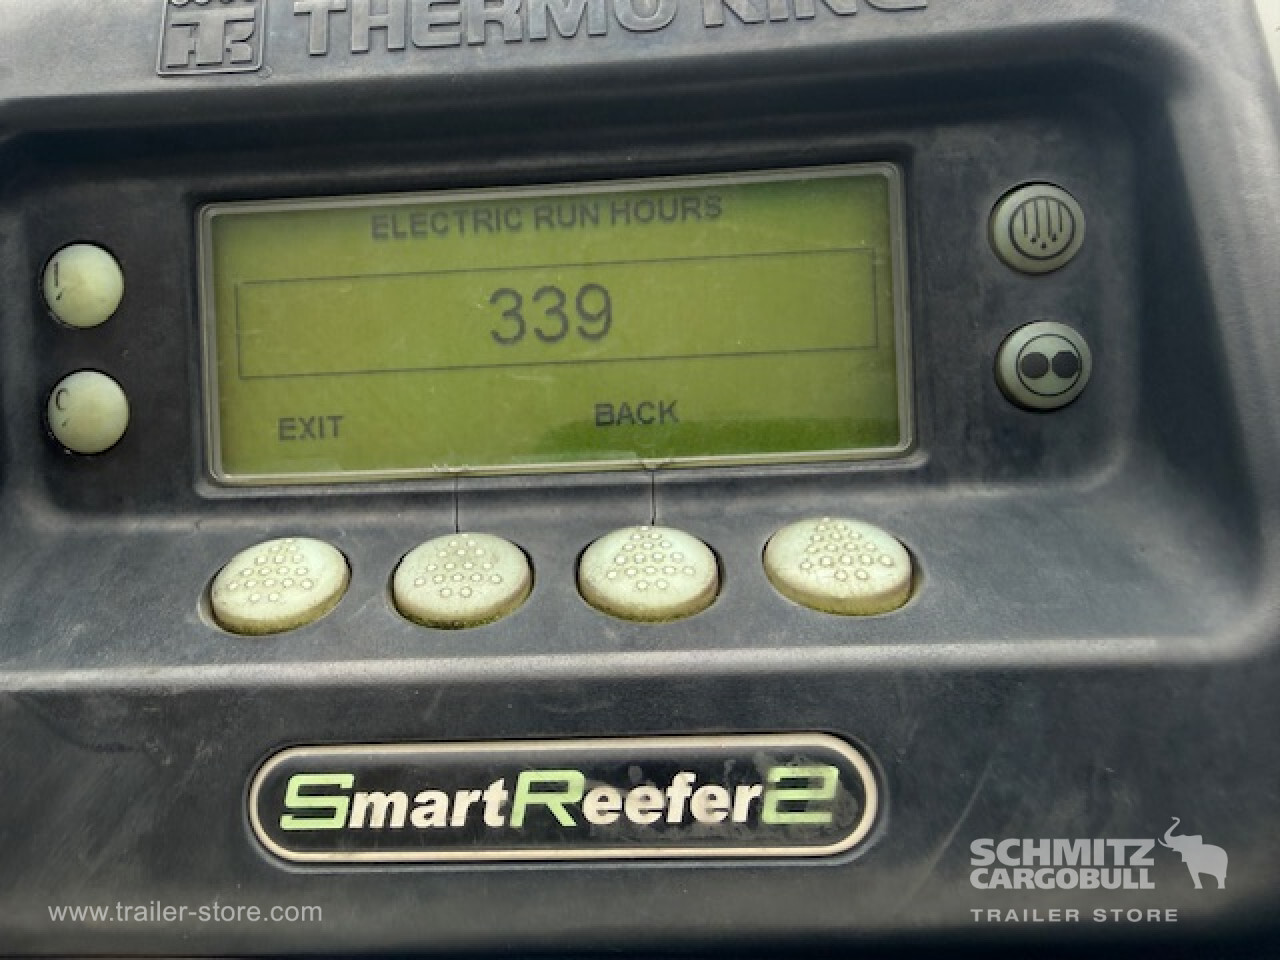 THERMO KING
ELECTRIC RUN HOURS
339
EXIT BACK
SmartReefer2
SCHMITZ
CARGOBULL
TRAILER STORE
www.trailer-store.com